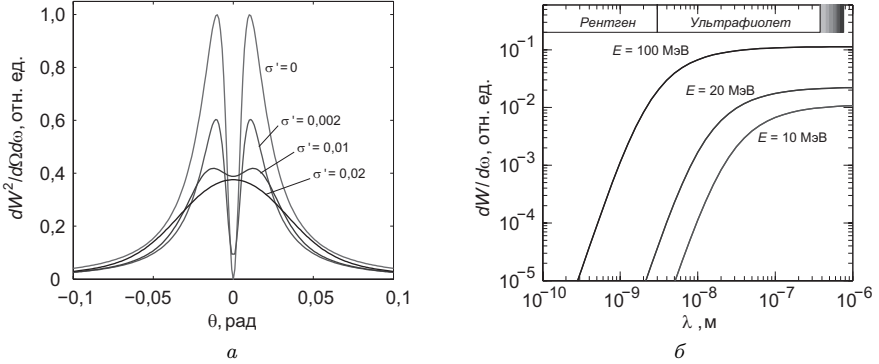 dW²/dΩdω, отн. ед.
1,0
0,8
0,6
0,4
0,2
0
σ' = 0
σ' = 0,002
σ' = 0,01
σ' = 0,02
−0,1
−0,05
0
0,05
0,1
θ, рад
а
dW/dω, отн. ед.
Рентген
Ультрафиолет
10⁻¹
10⁻²
10⁻³
10⁻⁴
10⁻⁵
E = 100 МэВ
E = 20 МэВ
E = 10 МэВ
10⁻¹⁰
10⁻⁹
10⁻⁸
10⁻⁷
10⁻⁶
λ, м
б